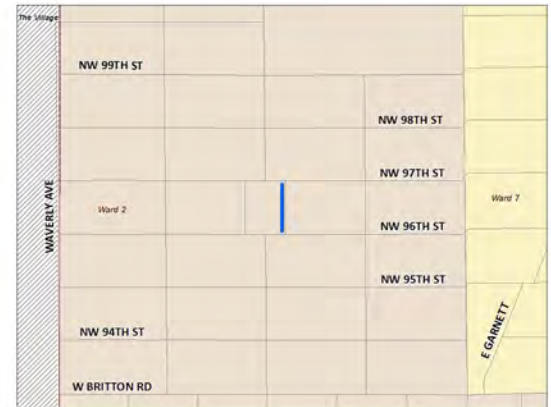 The Village
NW 99TH ST
NW 98TH ST
NW 97TH ST
WAVERLY AVE
Ward 2
Ward 7
NW 96TH ST
NW 95TH ST
E GARNETT
NW 94TH ST
W BRITTON RD